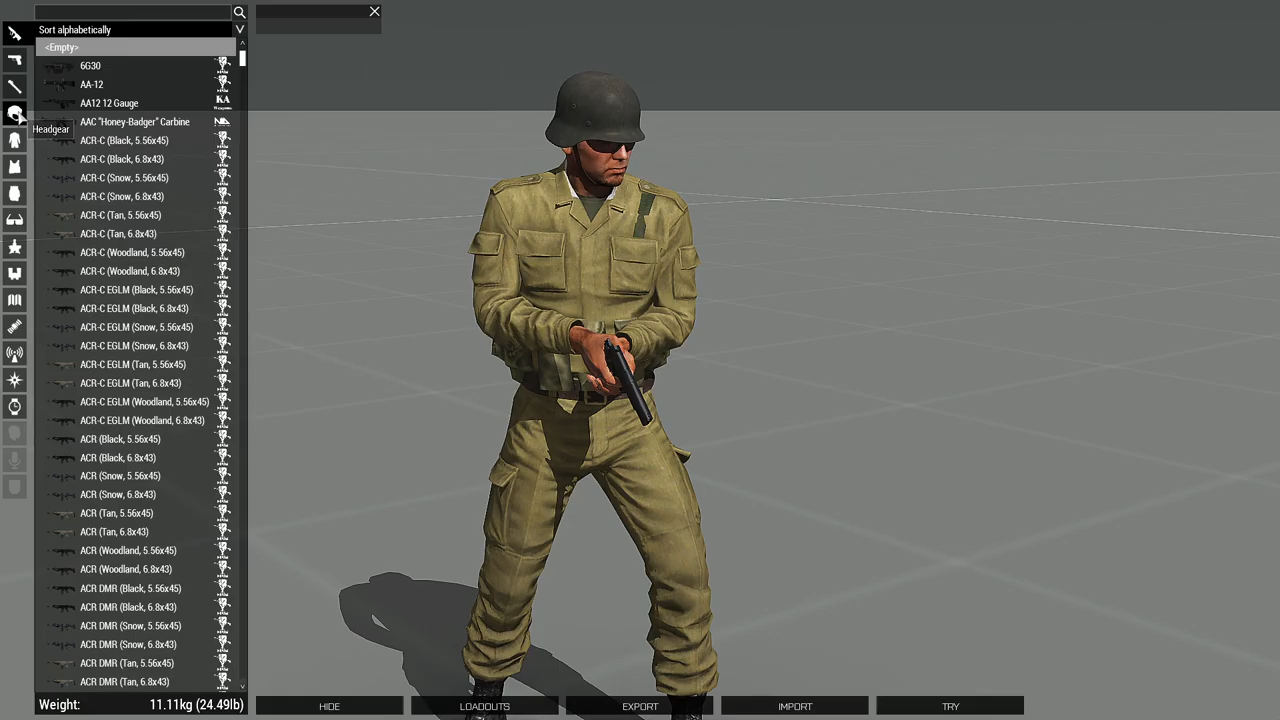 Sort alphabetically
<Empty>
6G30
AA-12
AA12 12 Gauge
KA
AAC "Honey-Badger" Carbine
Headgear
ACR-C (Black, 5.56x45)
ACR-C (Black, 6.8x43)
ACR-C (Snow, 5.56x45)
ACR-C (Snow, 6.8x43)
ACR-C (Tan, 5.56x45)
ACR-C (Tan, 6.8x43)
ACR-C (Woodland, 5.56x45)
ACR-C (Woodland, 6.8x43)
ACR-C EGLM (Black, 5.56x45)
ACR-C EGLM (Black, 6.8x43)
ACR-C EGLM (Snow, 5.56x45)
ACR-C EGLM (Snow, 6.8x43)
ACR-C EGLM (Tan, 5.56x45)
ACR-C EGLM (Tan, 6.8x43)
ACR-C EGLM (Woodland, 5.56x45)
ACR-C EGLM (Woodland, 6.8x43)
ACR (Black, 5.56x45)
ACR (Black, 6.8x43)
ACR (Snow, 5.56x45)
ACR (Snow, 6.8x43)
ACR (Tan, 5.56x45)
ACR (Tan, 6.8x43)
ACR (Woodland, 5.56x45)
ACR (Woodland, 6.8x43)
ACR DMR (Black, 5.56x45)
ACR DMR (Black, 6.8x43)
ACR DMR (Snow, 5.56x45)
ACR DMR (Snow, 6.8x43)
ACR DMR (Tan, 5.56x45)
ACR DMR (Tan, 6.8x43)
Weight: 11.11kg (24.49lb)
HIDE LOADOUTS EXPORT IMPORT TRY